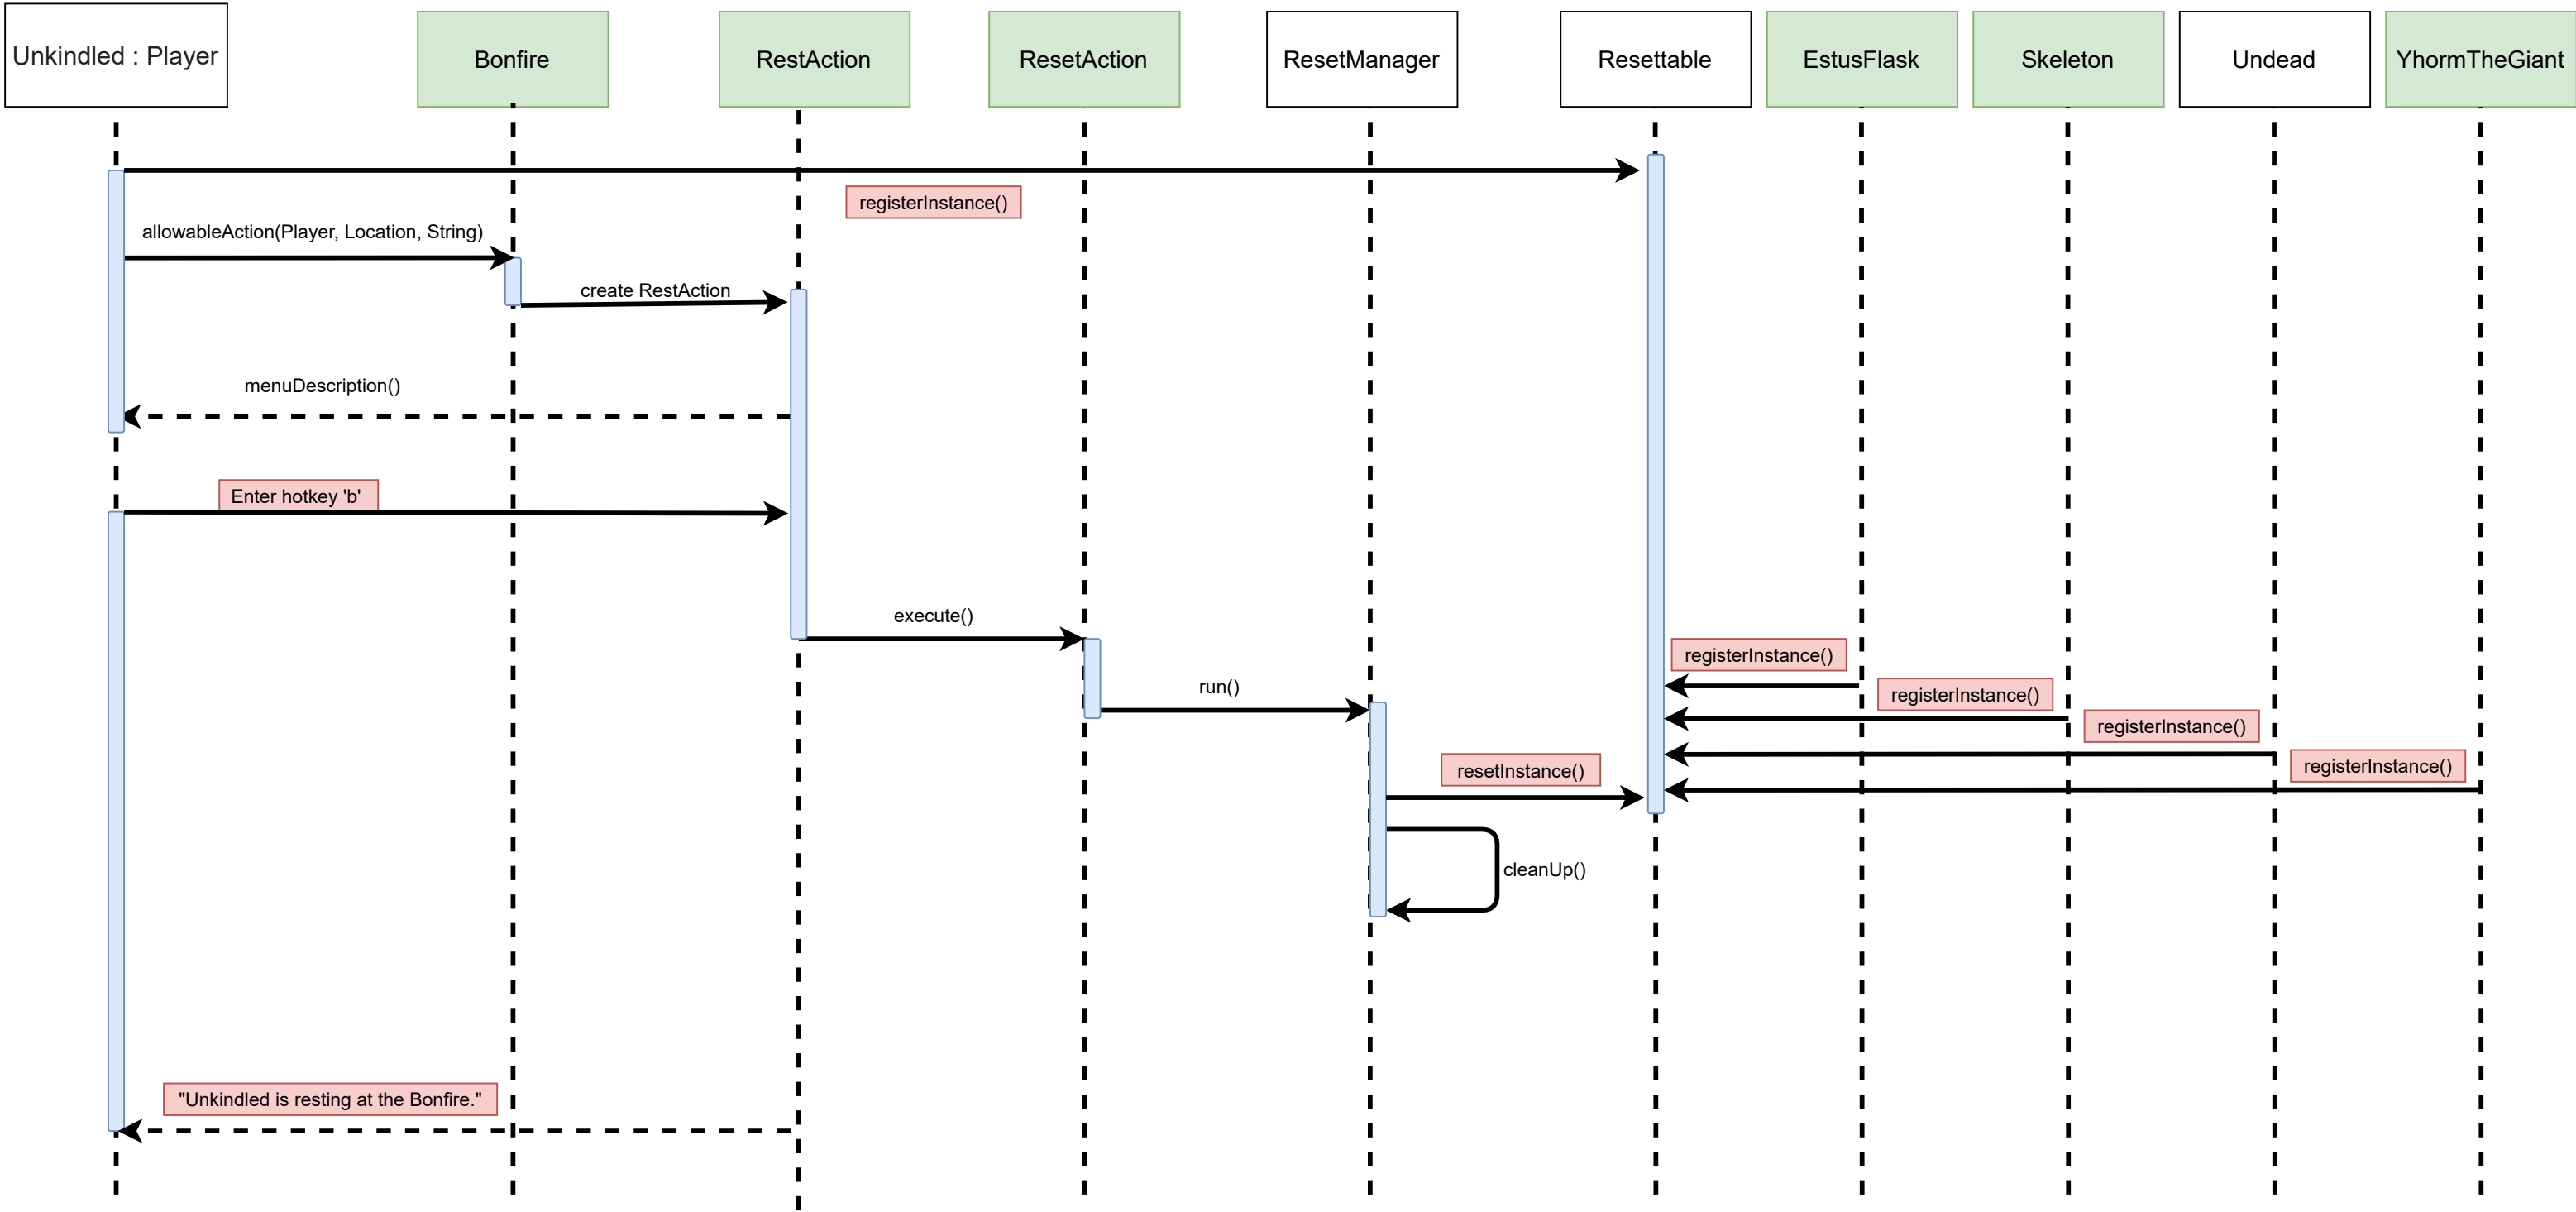 Unkindled : Player
Bonfire
RestAction
ResetAction
ResetManager
Resettable
EstusFlask
Skeleton
Undead
YhormTheGiant
registerInstance()
allowableAction(Player, Location, String)
create RestAction
menuDescription()
Enter hotkey 'b'
execute()
registerInstance()
run()
registerInstance()
registerInstance()
resetInstance()
registerInstance()
cleanUp()
"Unkindled is resting at the Bonfire."